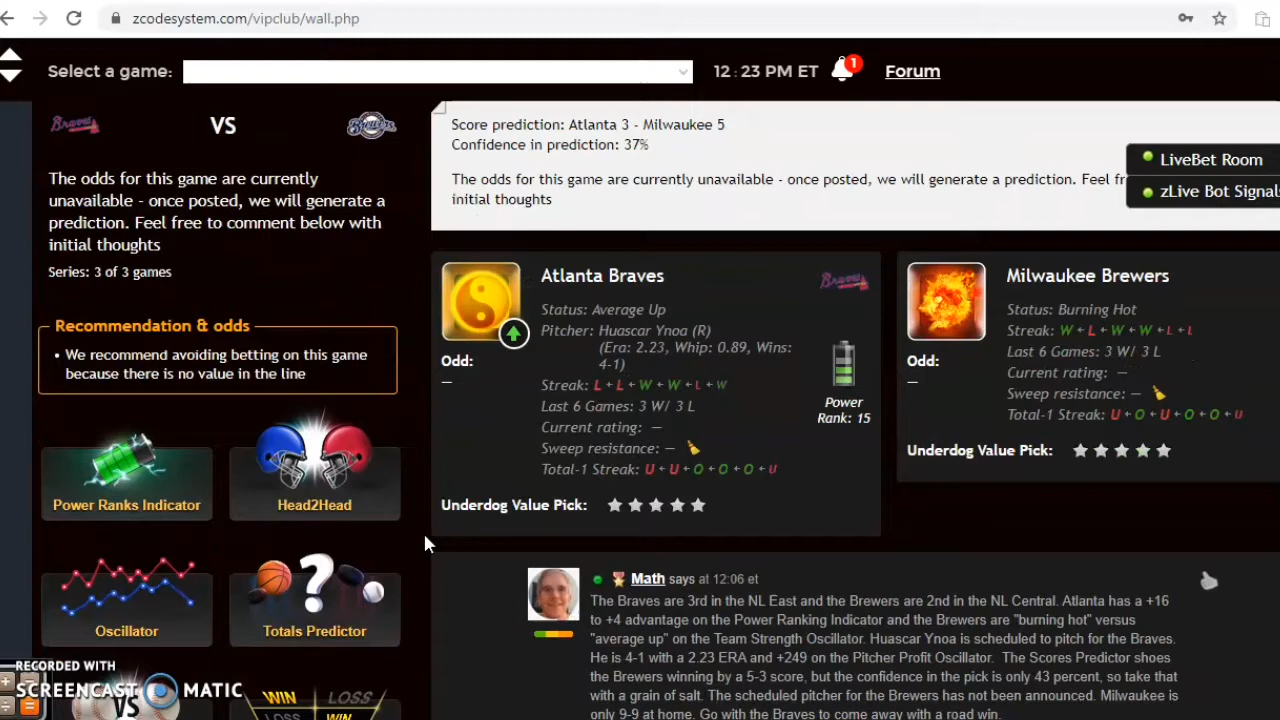 zcodesystem.com/vipclub/wall.php
Select a game:
12 : 23 PM ET
1
Forum
Braves
VS
Brewers
The odds for this game are currently
unavailable - once posted, we will generate a
prediction. Feel free to comment below with
initial thoughts
Series: 3 of 3 games
Recommendation & odds
• We recommend avoiding betting on this game
because there is no value in the line
Power Ranks Indicator
Head2Head
Oscillator
Totals Predictor
RECORDED WITH
SCREENCAST MATIC
VS
WIN LOSS
LOSS WIN
Score prediction: Atlanta 3 - Milwaukee 5
Confidence in prediction: 37%
The odds for this game are currently unavailable - once posted, we will generate a prediction. Feel fr
initial thoughts
LiveBet Room
zLive Bot Signals
Atlanta Braves
Braves
Status: Average Up
Pitcher: Huascar Ynoa (R)
(Era: 2.23, Whip: 0.89, Wins:
4-1)
Odd:
—
Streak: L + L + W + W + L + W
Last 6 Games: 3 W/ 3 L
Current rating: —
Sweep resistance: —
Total-1 Streak: U + U + O + O + O + U
Power
Rank: 15
Underdog Value Pick:
Milwaukee Brewers
Status: Burning Hot
Streak: W + L + W + W + L + L
Last 6 Games: 3 W/ 3 L
Odd:
—
Current rating: —
Sweep resistance: —
Total-1 Streak: U + O + U + O + O + U
Underdog Value Pick:
Math says at 12:06 et
The Braves are 3rd in the NL East and the Brewers are 2nd in the NL Central. Atlanta has a +16
to +4 advantage on the Power Ranking Indicator and the Brewers are "burning hot" versus
"average up" on the Team Strength Oscillator. Huascar Ynoa is scheduled to pitch for the Braves.
He is 4-1 with a 2.23 ERA and +249 on the Pitcher Profit Oscillator. The Scores Predictor shoes
the Brewers winning by a 5-3 score, but the confidence in the pick is only 43 percent, so take that
with a grain of salt. The scheduled pitcher for the Brewers has not been announced. Milwaukee is
only 9-9 at home. Go with the Braves to come away with a road win.